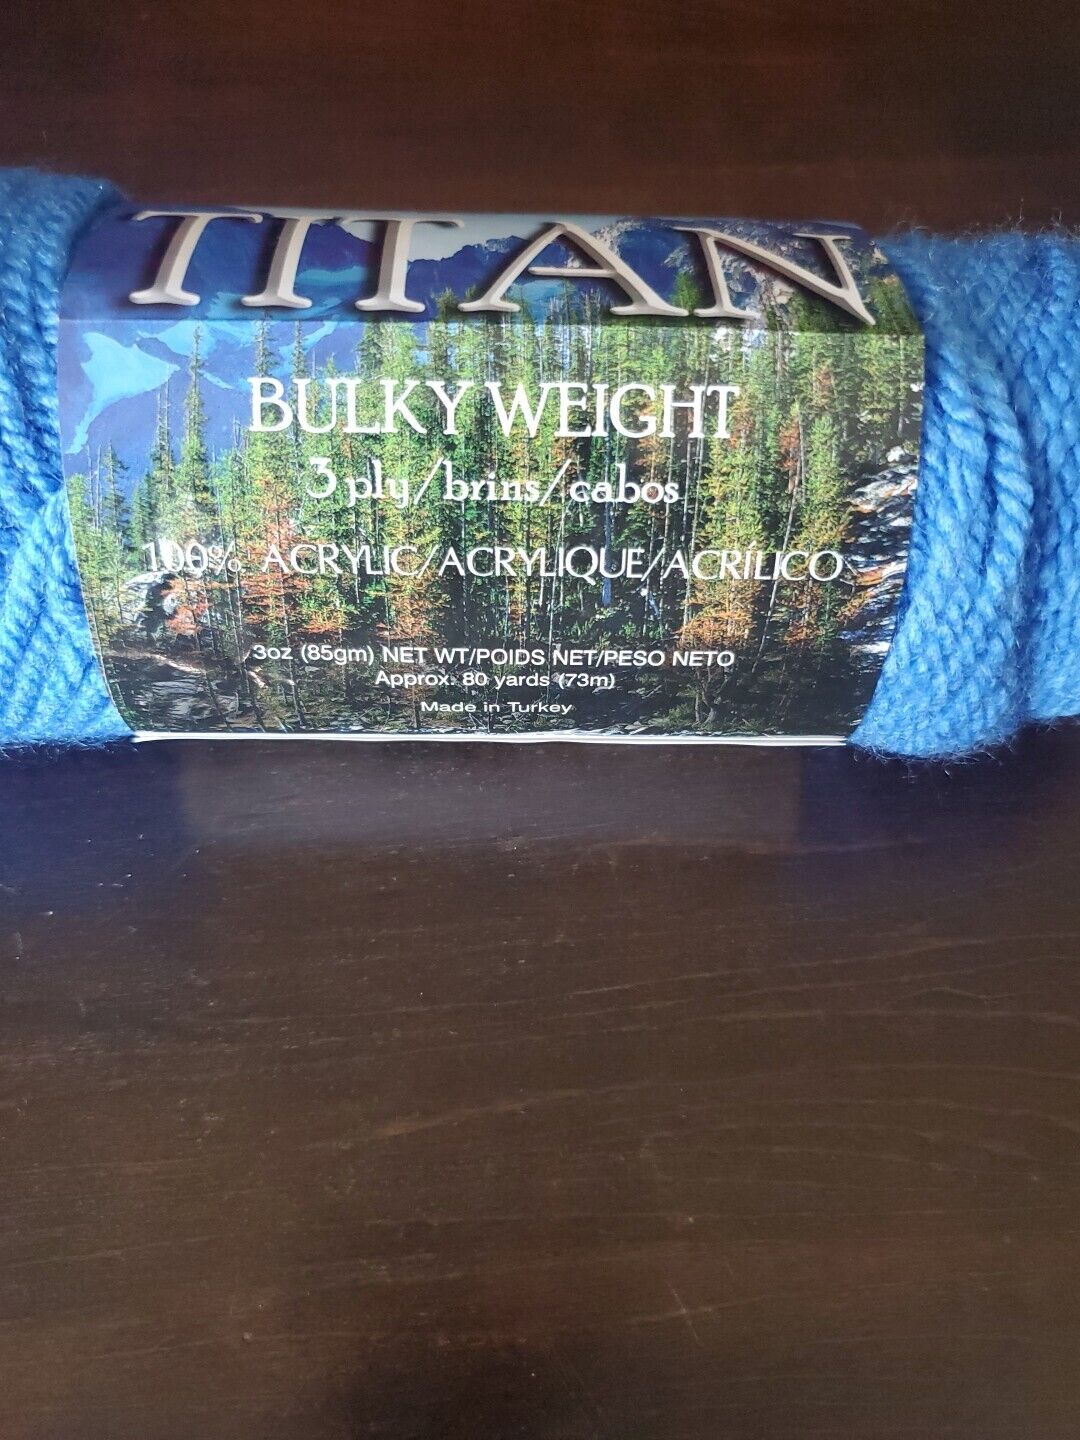 TITAN
BULKY WEIGHT
3 ply/brins/cabos
100% ACRYLIC/ACRYLIQUE/ACRÍLICO
3oz (85gm) NET WT/POIDS NET/PESO NETO
Approx. 80 yards (73m)
Made in Turkey